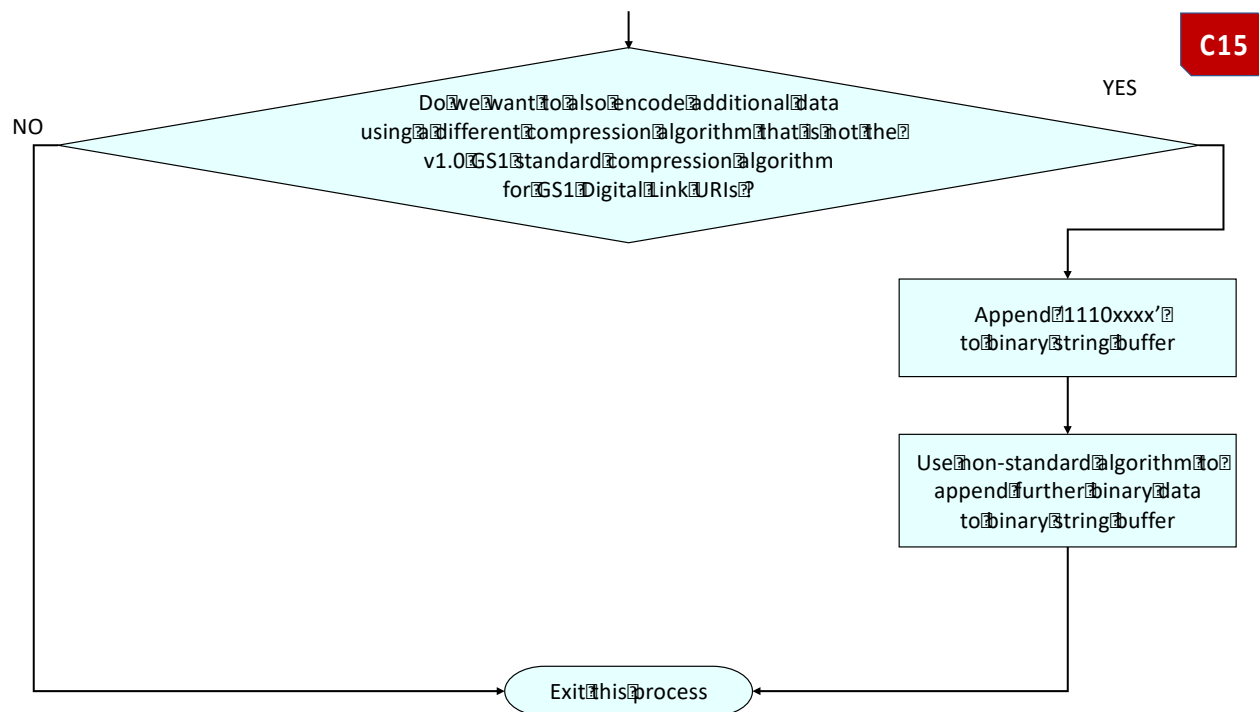 C15
YES
NO
Do we want to also encode additional data
using a different compression algorithm that is not the
v1.0 GS1 standard compression algorithm
for GS1 Digital Link URIs ?
Append '1110xxxx'
to binary string buffer
Use non-standard algorithm to
append further binary data
to binary string buffer
Exit this process